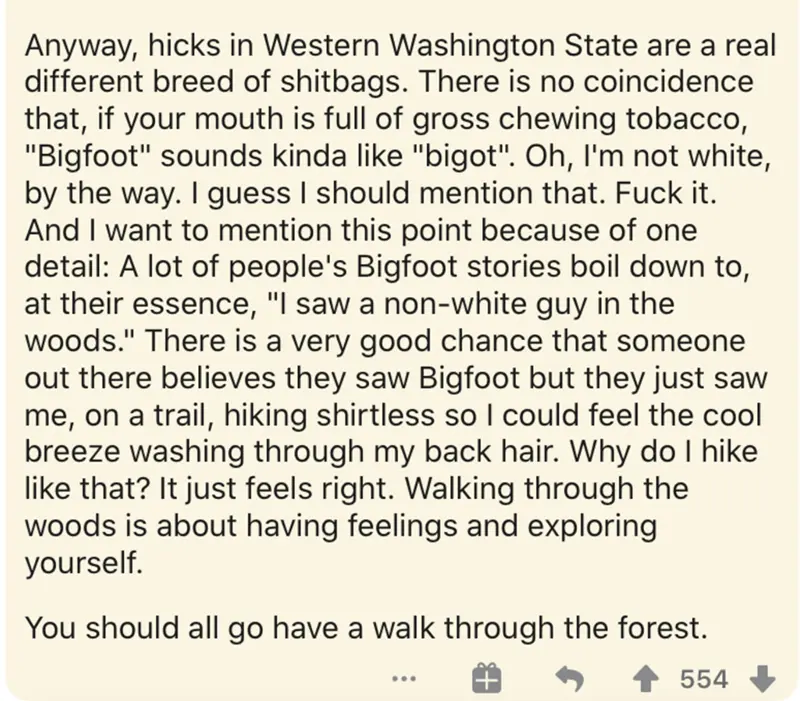 Anyway, hicks in Western Washington State are a real
different breed of shitbags. There is no coincidence
that, if your mouth is full of gross chewing tobacco,
"Bigfoot" sounds kinda like "bigot". Oh, I'm not white,
by the way. I guess I should mention that. Fuck it.
And I want to mention this point because of one
detail: A lot of people's Bigfoot stories boil down to,
at their essence, "I saw a non-white guy in the
woods." There is a very good chance that someone
out there believes they saw Bigfoot but they just saw
me, on a trail, hiking shirtless so I could feel the cool
breeze washing through my back hair. Why do I hike
like that? It just feels right. Walking through the
woods is about having feelings and exploring
yourself.
You should all go have a walk through the forest.
554